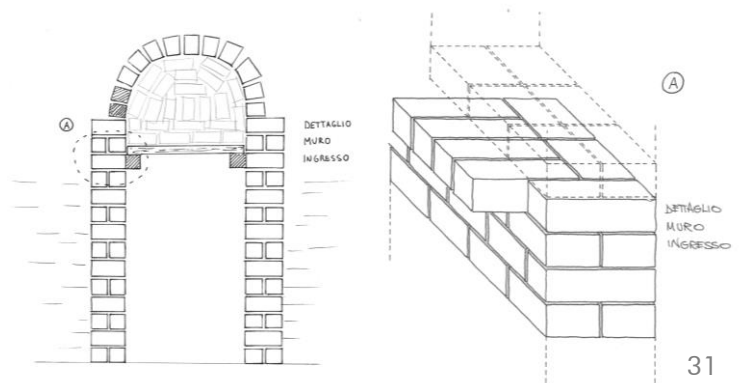 A
DETTAGLIO
MURO
INGRESSO
A
DETTAGLIO
MURO
INGRESSO
31